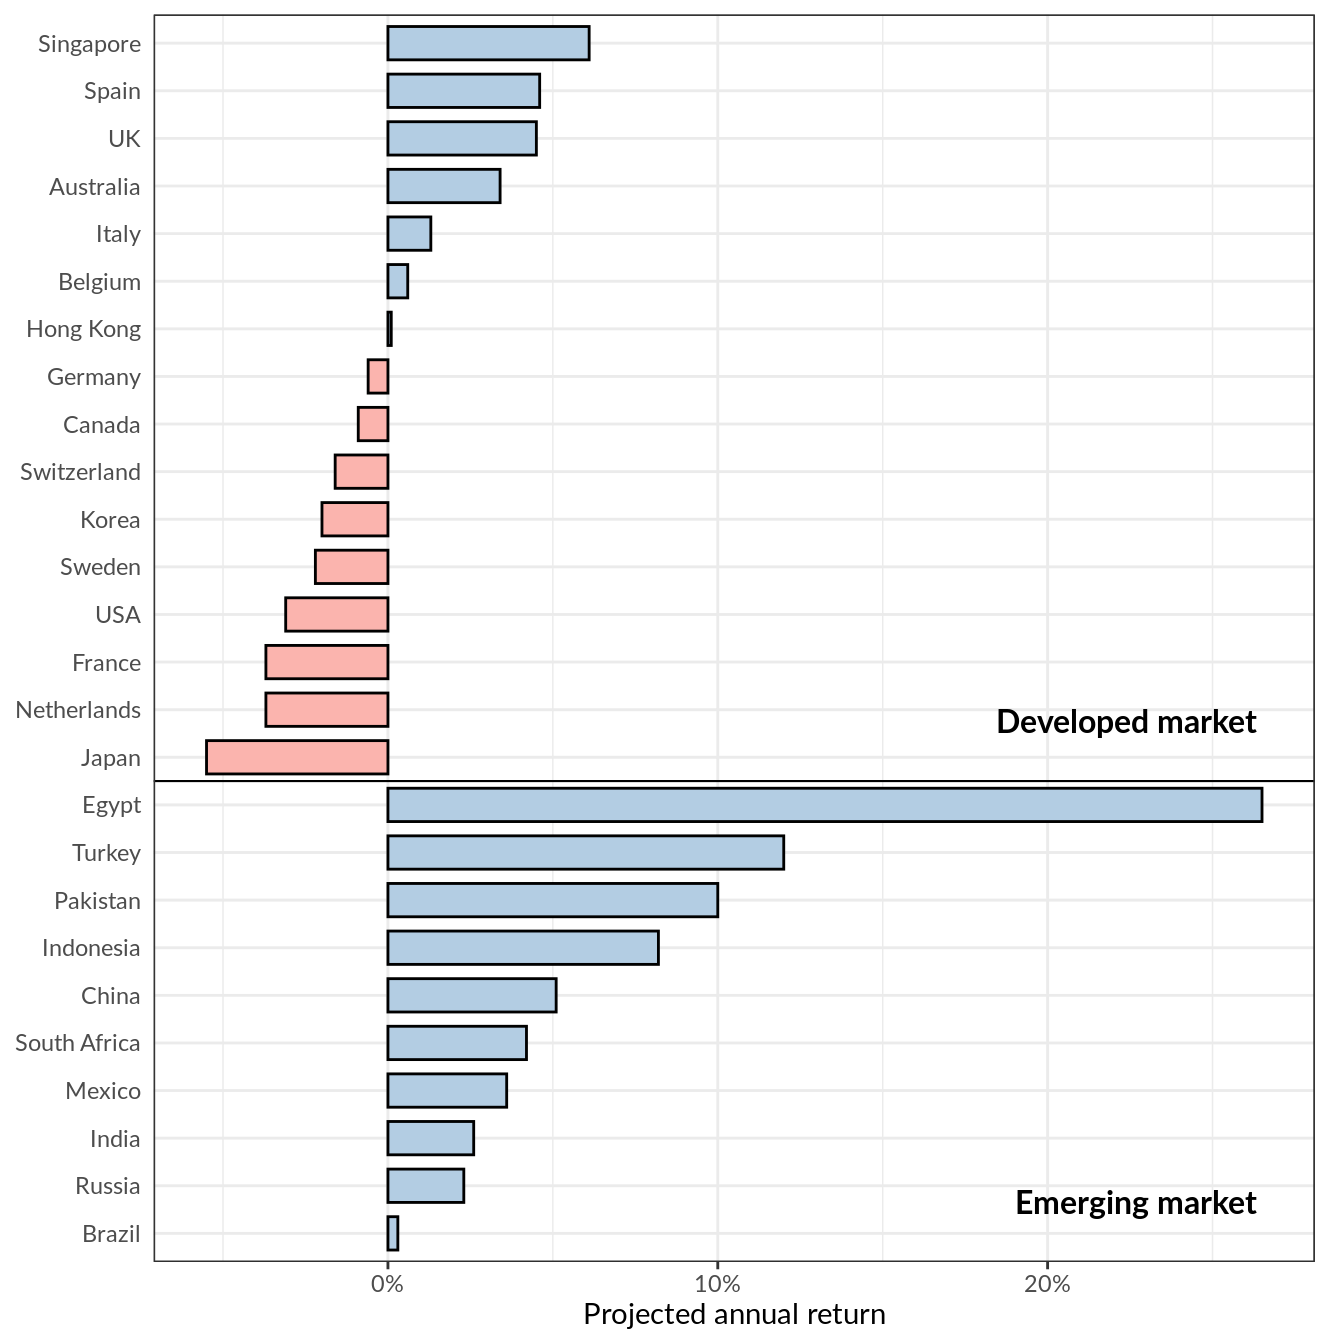 Singapore
Spain
UK
Australia
Italy
Belgium
Hong Kong
Germany
Canada
Switzerland
Korea
Sweden
USA
France
Netherlands
Developed market
Japan
Egypt
Turkey
Pakistan
Indonesia
China
South Africa
Mexico
India
Russia
Emerging market
Brazil
0% 10% 20%
Projected annual return